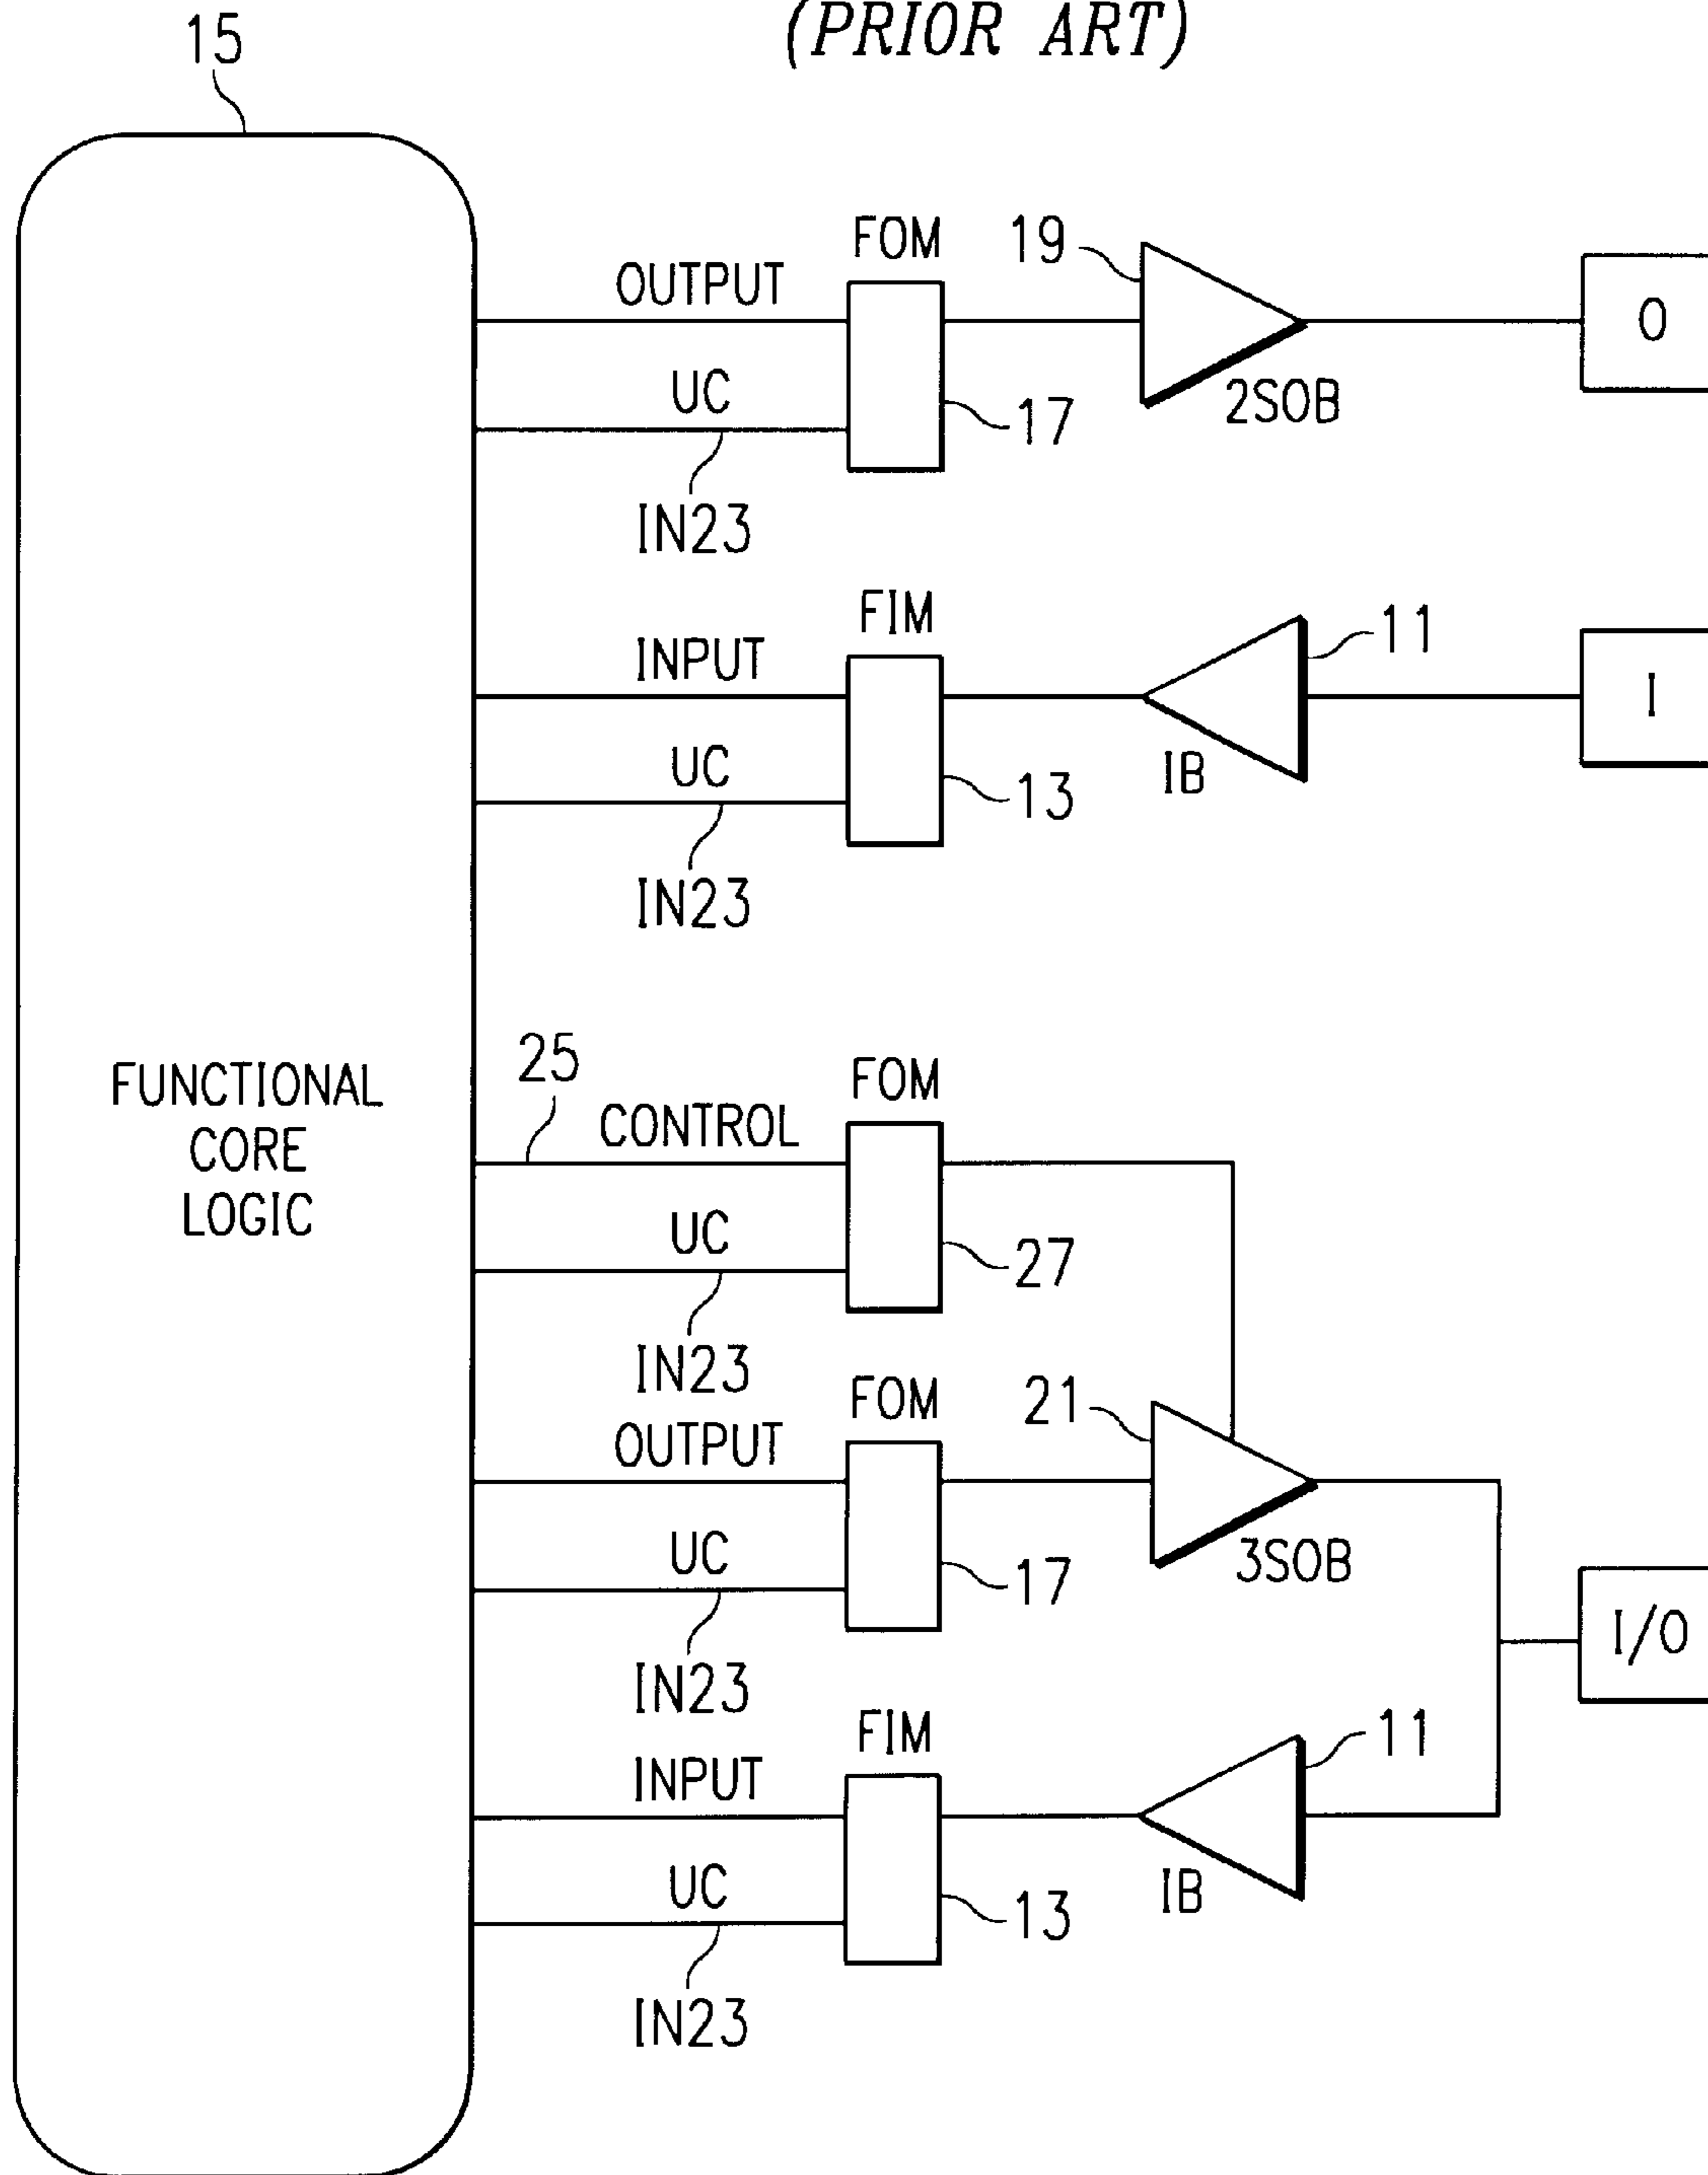 (PRIOR ART)
15
FOM
19
OUTPUT
O
UC
2SOB
17
IN23
FIM
11
INPUT
I
UC
IB
13
IN23
25
FOM
CONTROL
FUNCTIONAL
CORE
LOGIC
UC
27
IN23
FOM
21
OUTPUT
UC
3SOB
17
I/O
IN23
FIM
11
INPUT
UC
IB
13
IN23